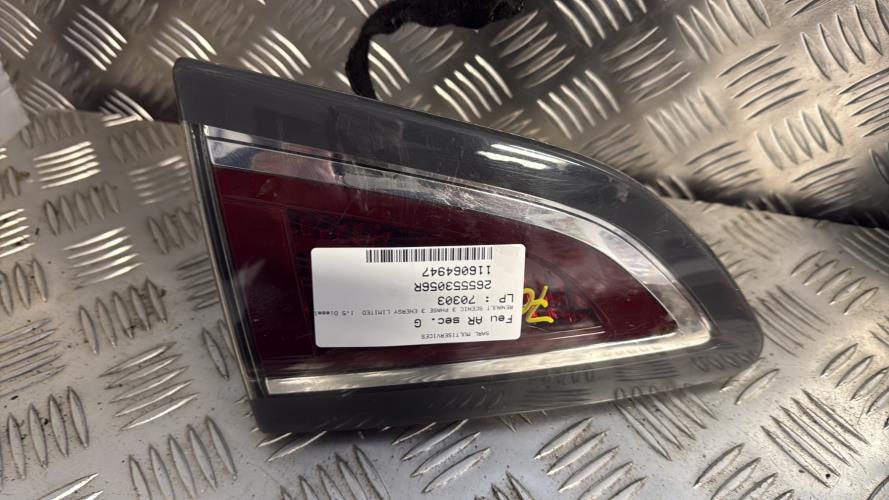 SARL MULTISERVICES
Feu AR sec. G
RENAULT SCENIC 3 PHASE 3 ENERGY LIMITED 1.5 Diesel
LP : 70303
265553056R
116064947
70